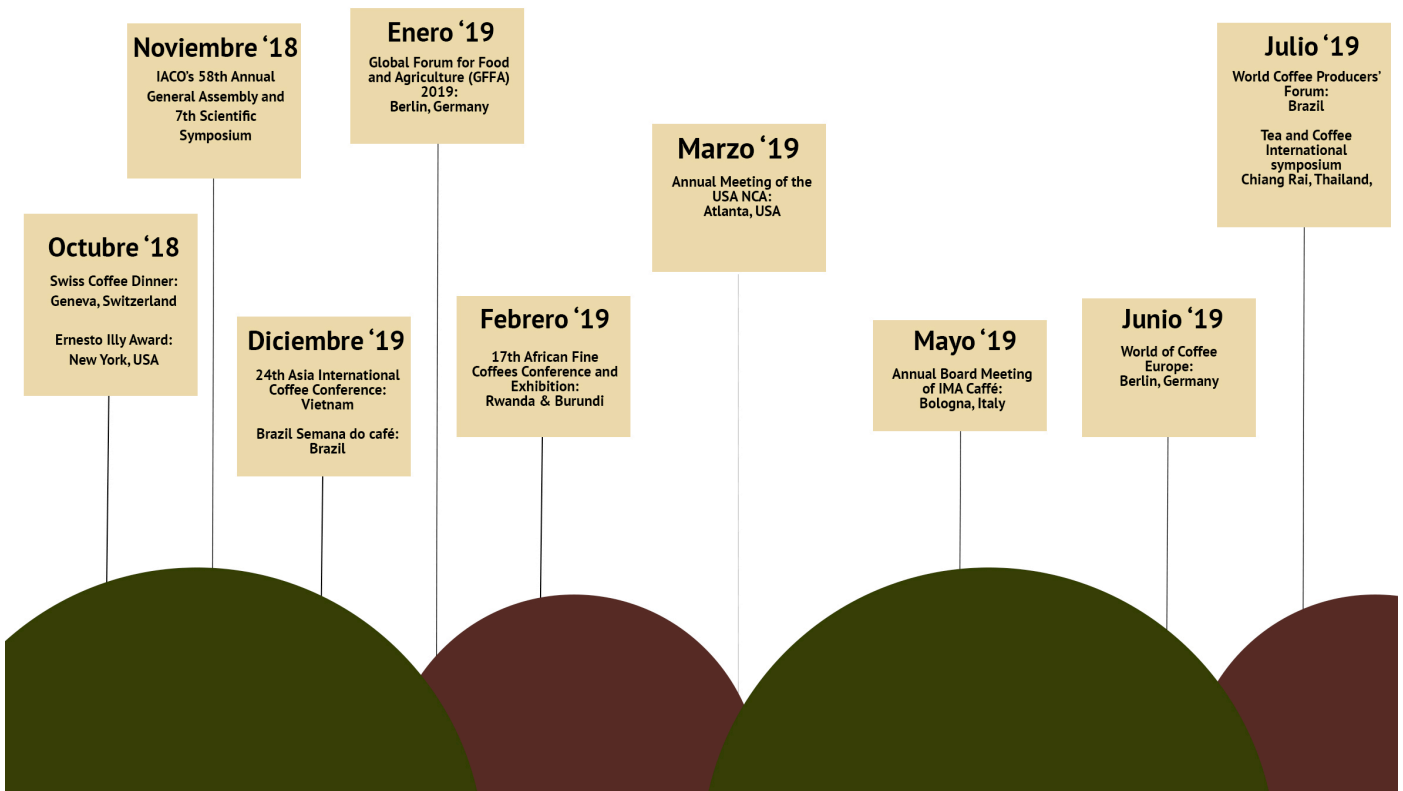 Octubre ‘18
Swiss Coffee Dinner:
Geneva, Switzerland
Ernesto Illy Award:
New York, USA
Noviembre ‘18
IACO's 58th Annual
General Assembly and
7th Scientific
Symposium
Diciembre ‘19
24th Asia International
Coffee Conference:
Vietnam
Brazil Semana do café:
Brazil
Enero ‘19
Global Forum for Food
and Agriculture (GFFA)
2019:
Berlin, Germany
Febrero ‘19
17th African Fine
Coffees Conference and
Exhibition:
Rwanda & Burundi
Marzo ‘19
Annual Meeting of the
USA NCA:
Atlanta, USA
Mayo ‘19
Annual Board Meeting
of IMA Caffé:
Bologna, Italy
Junio ‘19
World of Coffee
Europe:
Berlin, Germany
Julio ‘19
World Coffee Producers’
Forum:
Brazil
Tea and Coffee
International
symposium
Chiang Rai, Thailand,